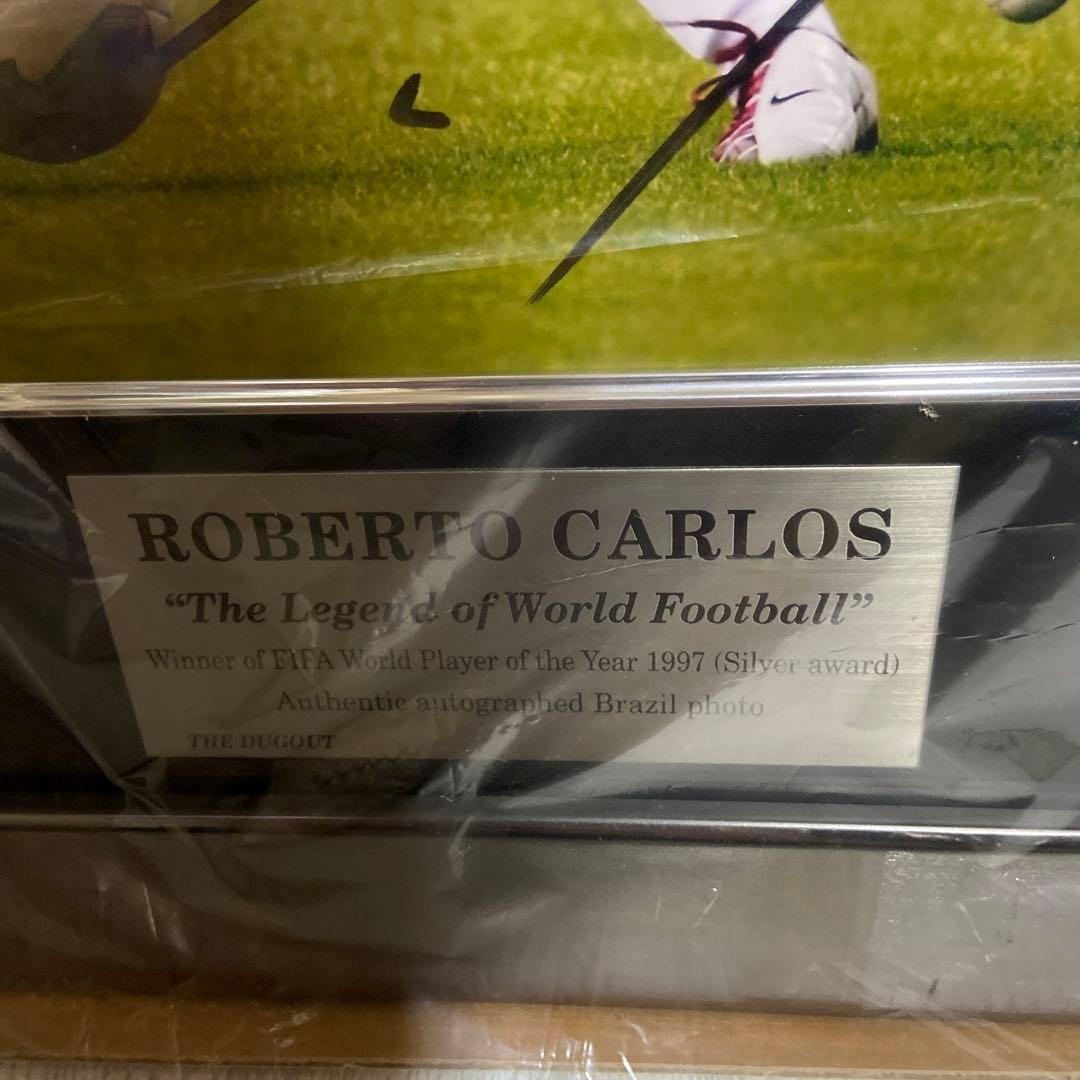 ROBERTO CARLOS
“The Legend of World Football”
Winner of FIFA World Player of the Year 1997 (Silver award)
Authentic autographed Brazil photo
THE DUGOUT